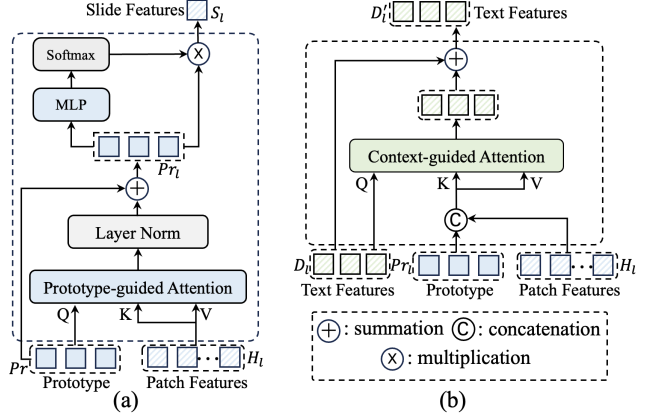 Slide Features S_l
Softmax
×
MLP
Pr_l
+
Layer Norm
Prototype-guided Attention
Q K V
Pr H_l
Prototype Patch Features
(a)
D'_l Text Features
+
Context-guided Attention
Q K V
C
D_l Pr_l H_l
Text Features Prototype Patch Features
+ : summation C : concatenation
× : multiplication
(b)